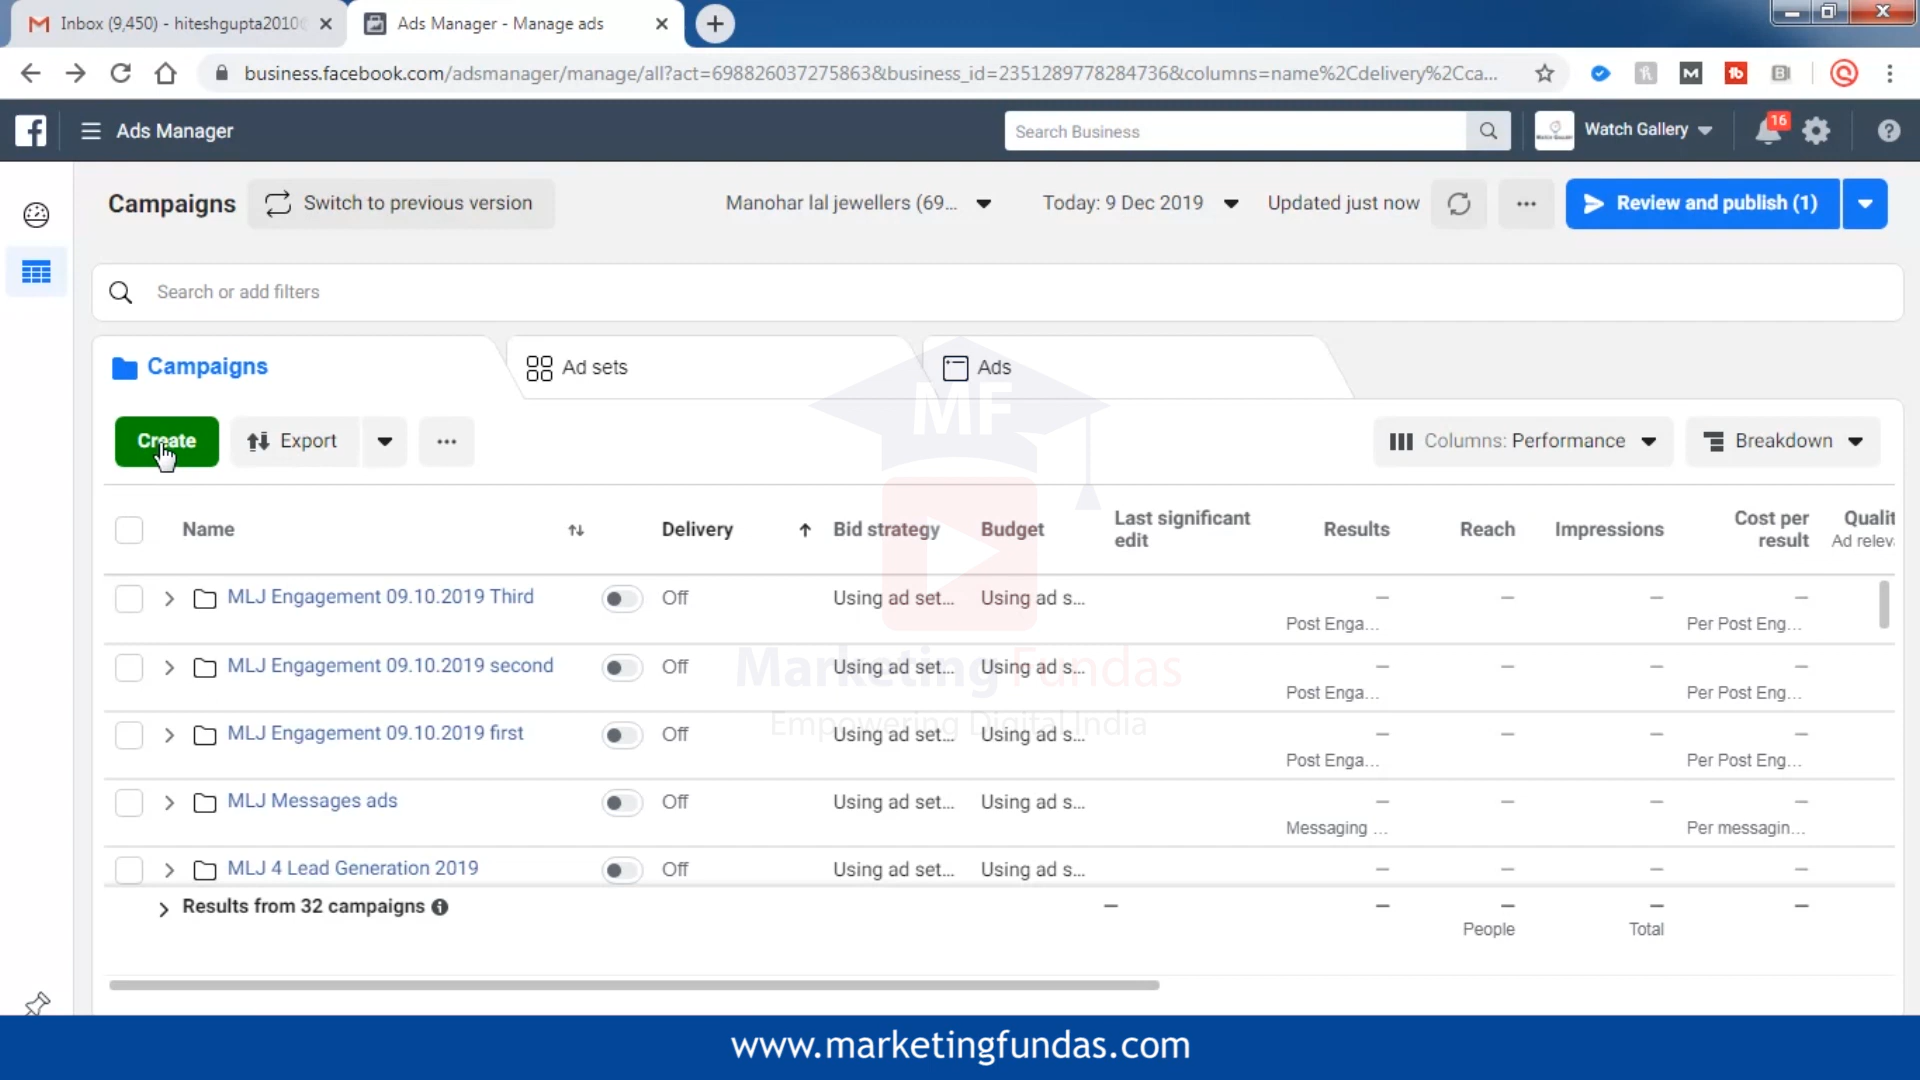 Inbox (9,450) - hiteshgupta2010
Ads Manager - Manage ads
business.facebook.com/adsmanager/manage/all?act=698826037275863&business_id=2351289778284736&columns=name%2Cdelivery%2Cca...
Ads Manager
Search Business
Watch Gallery
16
Campaigns
Switch to previous version
Manohar lal jewellers (69...
Today: 9 Dec 2019
Updated just now
Review and publish (1)
Search or add filters
Campaigns
Ad sets
Ads
MF
Create
Export
Columns: Performance
Breakdown
Name
Delivery
Bid strategy
Budget
Last significant edit
Results
Reach
Impressions
Cost per result
Qualit
Ad relev
MLJ Engagement 09.10.2019 Third
Off
Using ad set...
Using ad s...
—
—
—
—
Post Enga...
Per Post Eng...
MLJ Engagement 09.10.2019 second
Off
Using ad set...
Using ad s...
—
—
—
—
Post Enga...
Per Post Eng...
Marketing Fundas
Empowering Digital India
MLJ Engagement 09.10.2019 first
Off
Using ad set...
Using ad s...
—
—
—
—
Post Enga...
Per Post Eng...
MLJ Messages ads
Off
Using ad set...
Using ad s...
—
—
—
—
Messaging ...
Per messagin...
MLJ 4 Lead Generation 2019
Off
Using ad set...
Using ad s...
—
—
—
—
Results from 32 campaigns
—
—
—
—
—
People
Total
www.marketingfundas.com